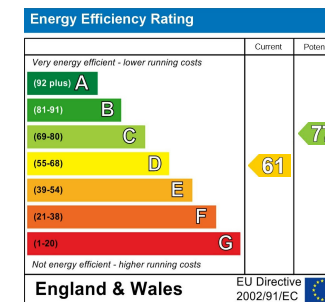 Energy Efficiency Rating
Current
Very energy efficient - lower running costs
(92 plus) A
(81-91) B
(69-80) C
(55-68) D
61
(39-54) E
(21-38) F
(1-20) G
Not energy efficient - higher running costs
England & Wales
EU Directive
2002/91/EC